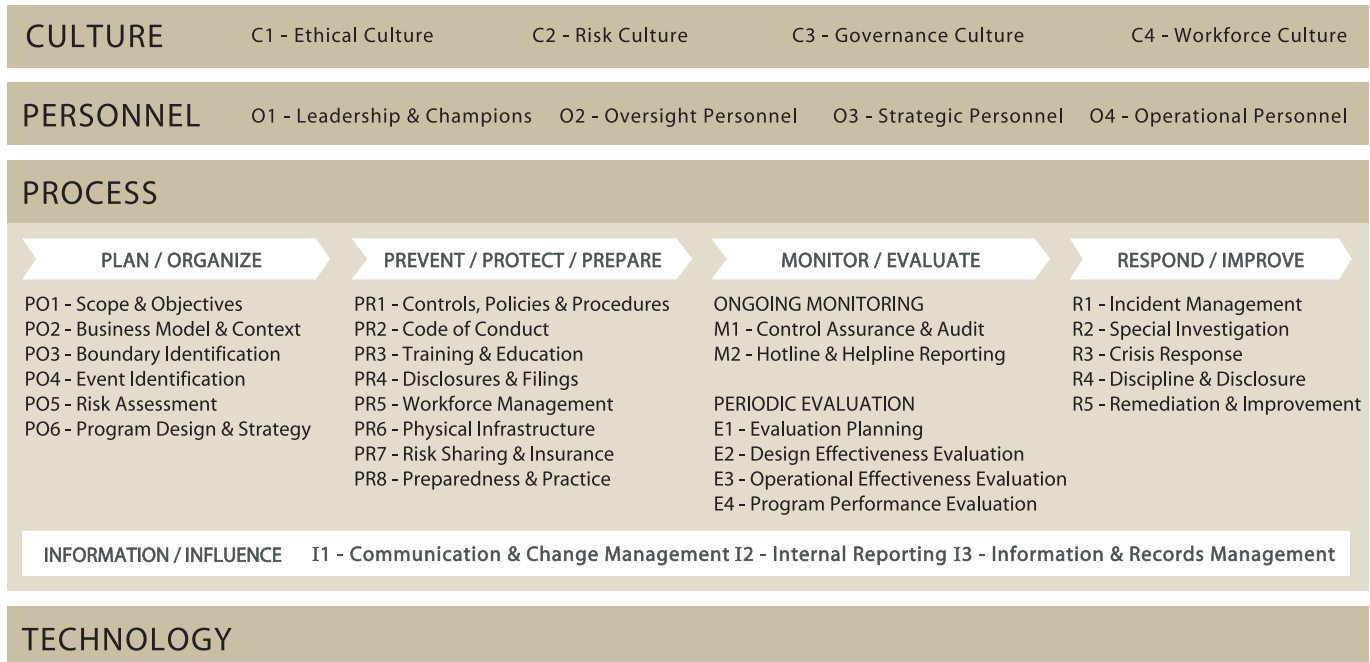 CULTURE C1 - Ethical Culture C2 - Risk Culture C3 - Governance Culture C4 - Workforce Culture
PERSONNEL O1 - Leadership & Champions O2 - Oversight Personnel O3 - Strategic Personnel O4 - Operational Personnel
PROCESS
PLAN / ORGANIZE
PO1 - Scope & Objectives
PO2 - Business Model & Context
PO3 - Boundary Identification
PO4 - Event Identification
PO5 - Risk Assessment
PO6 - Program Design & Strategy
PREVENT / PROTECT / PREPARE
PR1 - Controls, Policies & Procedures
PR2 - Code of Conduct
PR3 - Training & Education
PR4 - Disclosures & Filings
PR5 - Workforce Management
PR6 - Physical Infrastructure
PR7 - Risk Sharing & Insurance
PR8 - Preparedness & Practice
MONITOR / EVALUATE
ONGOING MONITORING
M1 - Control Assurance & Audit
M2 - Hotline & Helpline Reporting
PERIODIC EVALUATION
E1 - Evaluation Planning
E2 - Design Effectiveness Evaluation
E3 - Operational Effectiveness Evaluation
E4 - Program Performance Evaluation
RESPOND / IMPROVE
R1 - Incident Management
R2 - Special Investigation
R3 - Crisis Response
R4 - Discipline & Disclosure
R5 - Remediation & Improvement
INFORMATION / INFLUENCE I1 - Communication & Change Management I2 - Internal Reporting I3 - Information & Records Management
TECHNOLOGY